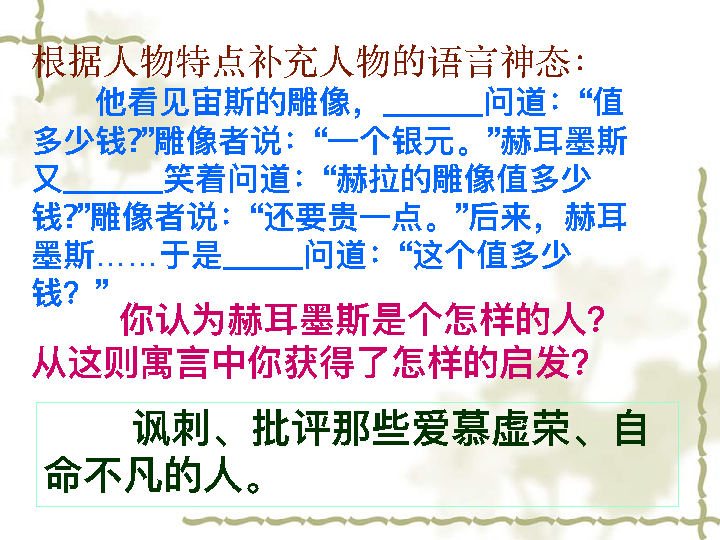 根据人物特点补充人物的语言神态：
他看见宙斯的雕像，______问道：“值
多少钱?”雕像者说：“一个银元。”赫耳墨斯
又______笑着问道：“赫拉的雕像值多少
钱?”雕像者说：“还要贵一点。”后来，赫耳
墨斯……于是_____问道：“这个值多少
钱？”
你认为赫耳墨斯是个怎样的人？
从这则寓言中你获得了怎样的启发？
讽刺、批评那些爱慕虚荣、自
命不凡的人。